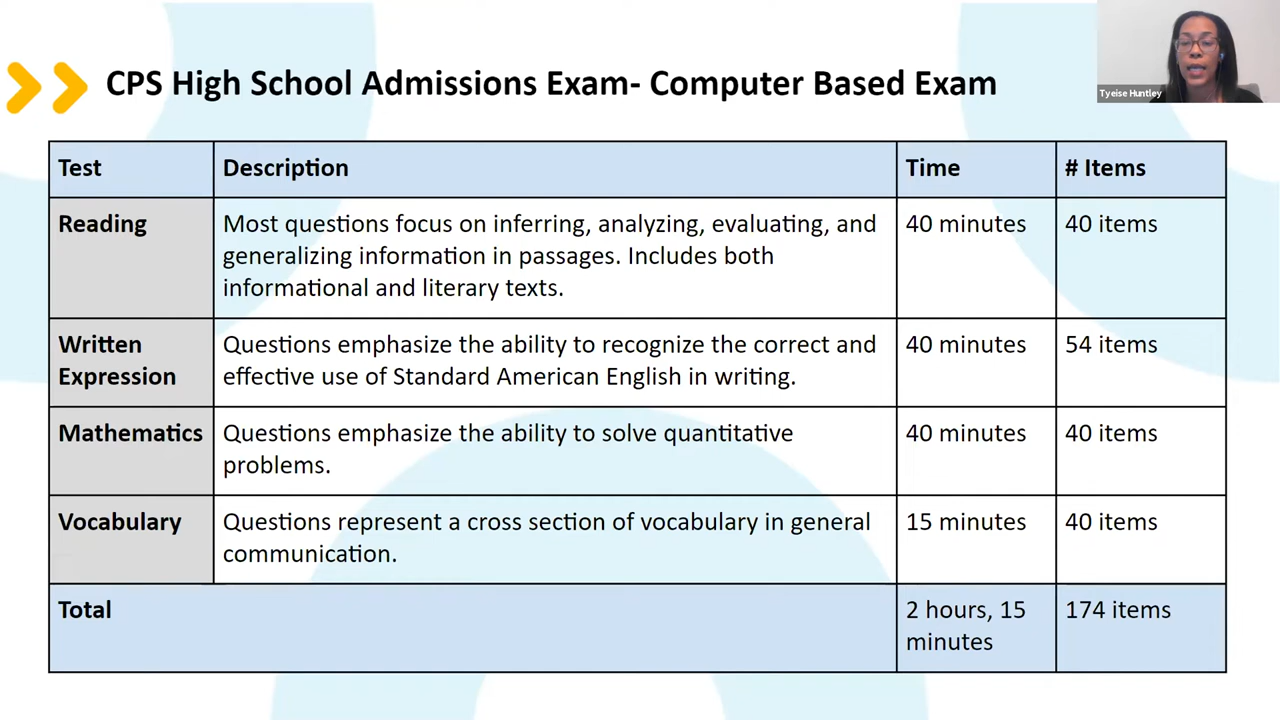 CPS High School Admissions Exam- Computer Based Exam
Tyeise Huntley
Test Description Time # Items
Reading Most questions focus on inferring, analyzing, evaluating, and 40 minutes 40 items
generalizing information in passages. Includes both
informational and literary texts.
Written Questions emphasize the ability to recognize the correct and 40 minutes 54 items
Expression effective use of Standard American English in writing.
Mathematics Questions emphasize the ability to solve quantitative 40 minutes 40 items
problems.
Vocabulary Questions represent a cross section of vocabulary in general 15 minutes 40 items
communication.
Total 2 hours, 15 174 items
minutes